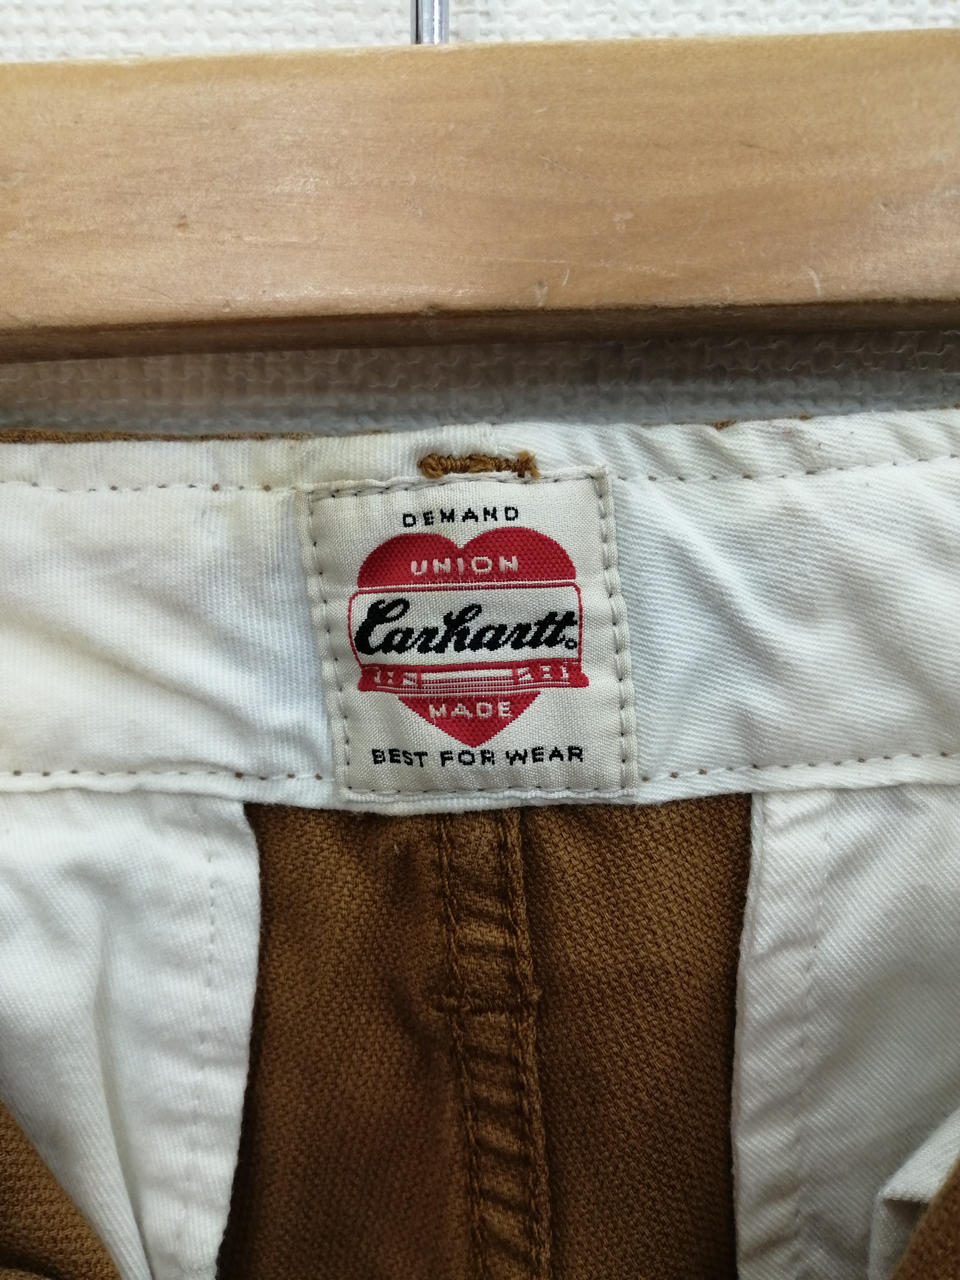 DEMAND
UNION
Carhartt
MADE
BEST FOR WEAR